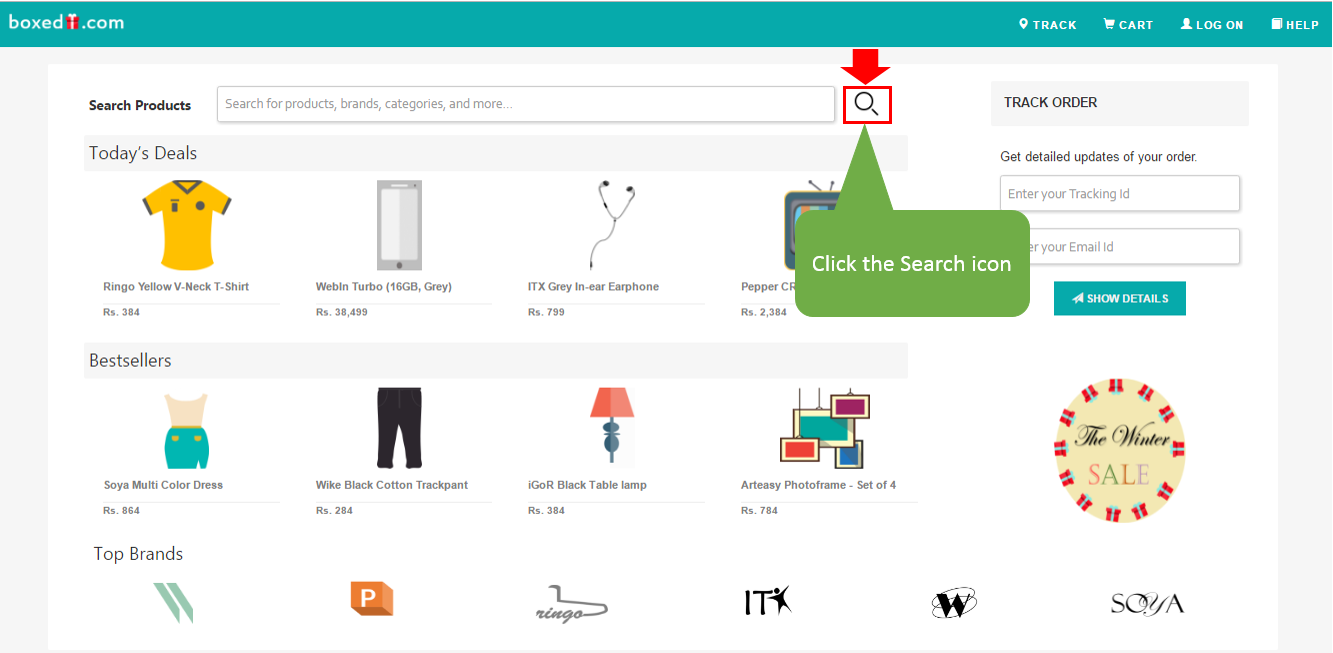 boxed .com
TRACK CART LOG ON HELP
Search Products Search for products, brands, categories, and more...
TRACK ORDER
Today's Deals
Get detailed updates of your order.
Enter your Tracking Id
Click the Search icon
your Email Id
SHOW DETAILS
Ringo Yellow V-Neck T-Shirt
Rs. 384
WebIn Turbo (16GB, Grey)
Rs. 38,499
ITX Grey In-ear Earphone
Rs. 799
Pepper
Rs. 2,384
Bestsellers
Soya Multi Color Dress
Rs. 864
Wike Black Cotton Trackpant
Rs. 284
iGoR Black Table lamp
Rs. 384
Arteasy Photoframe - Set of 4
Rs. 784
The Winter
SALE
Top Brands
P
ringo
IT
W
SOYA